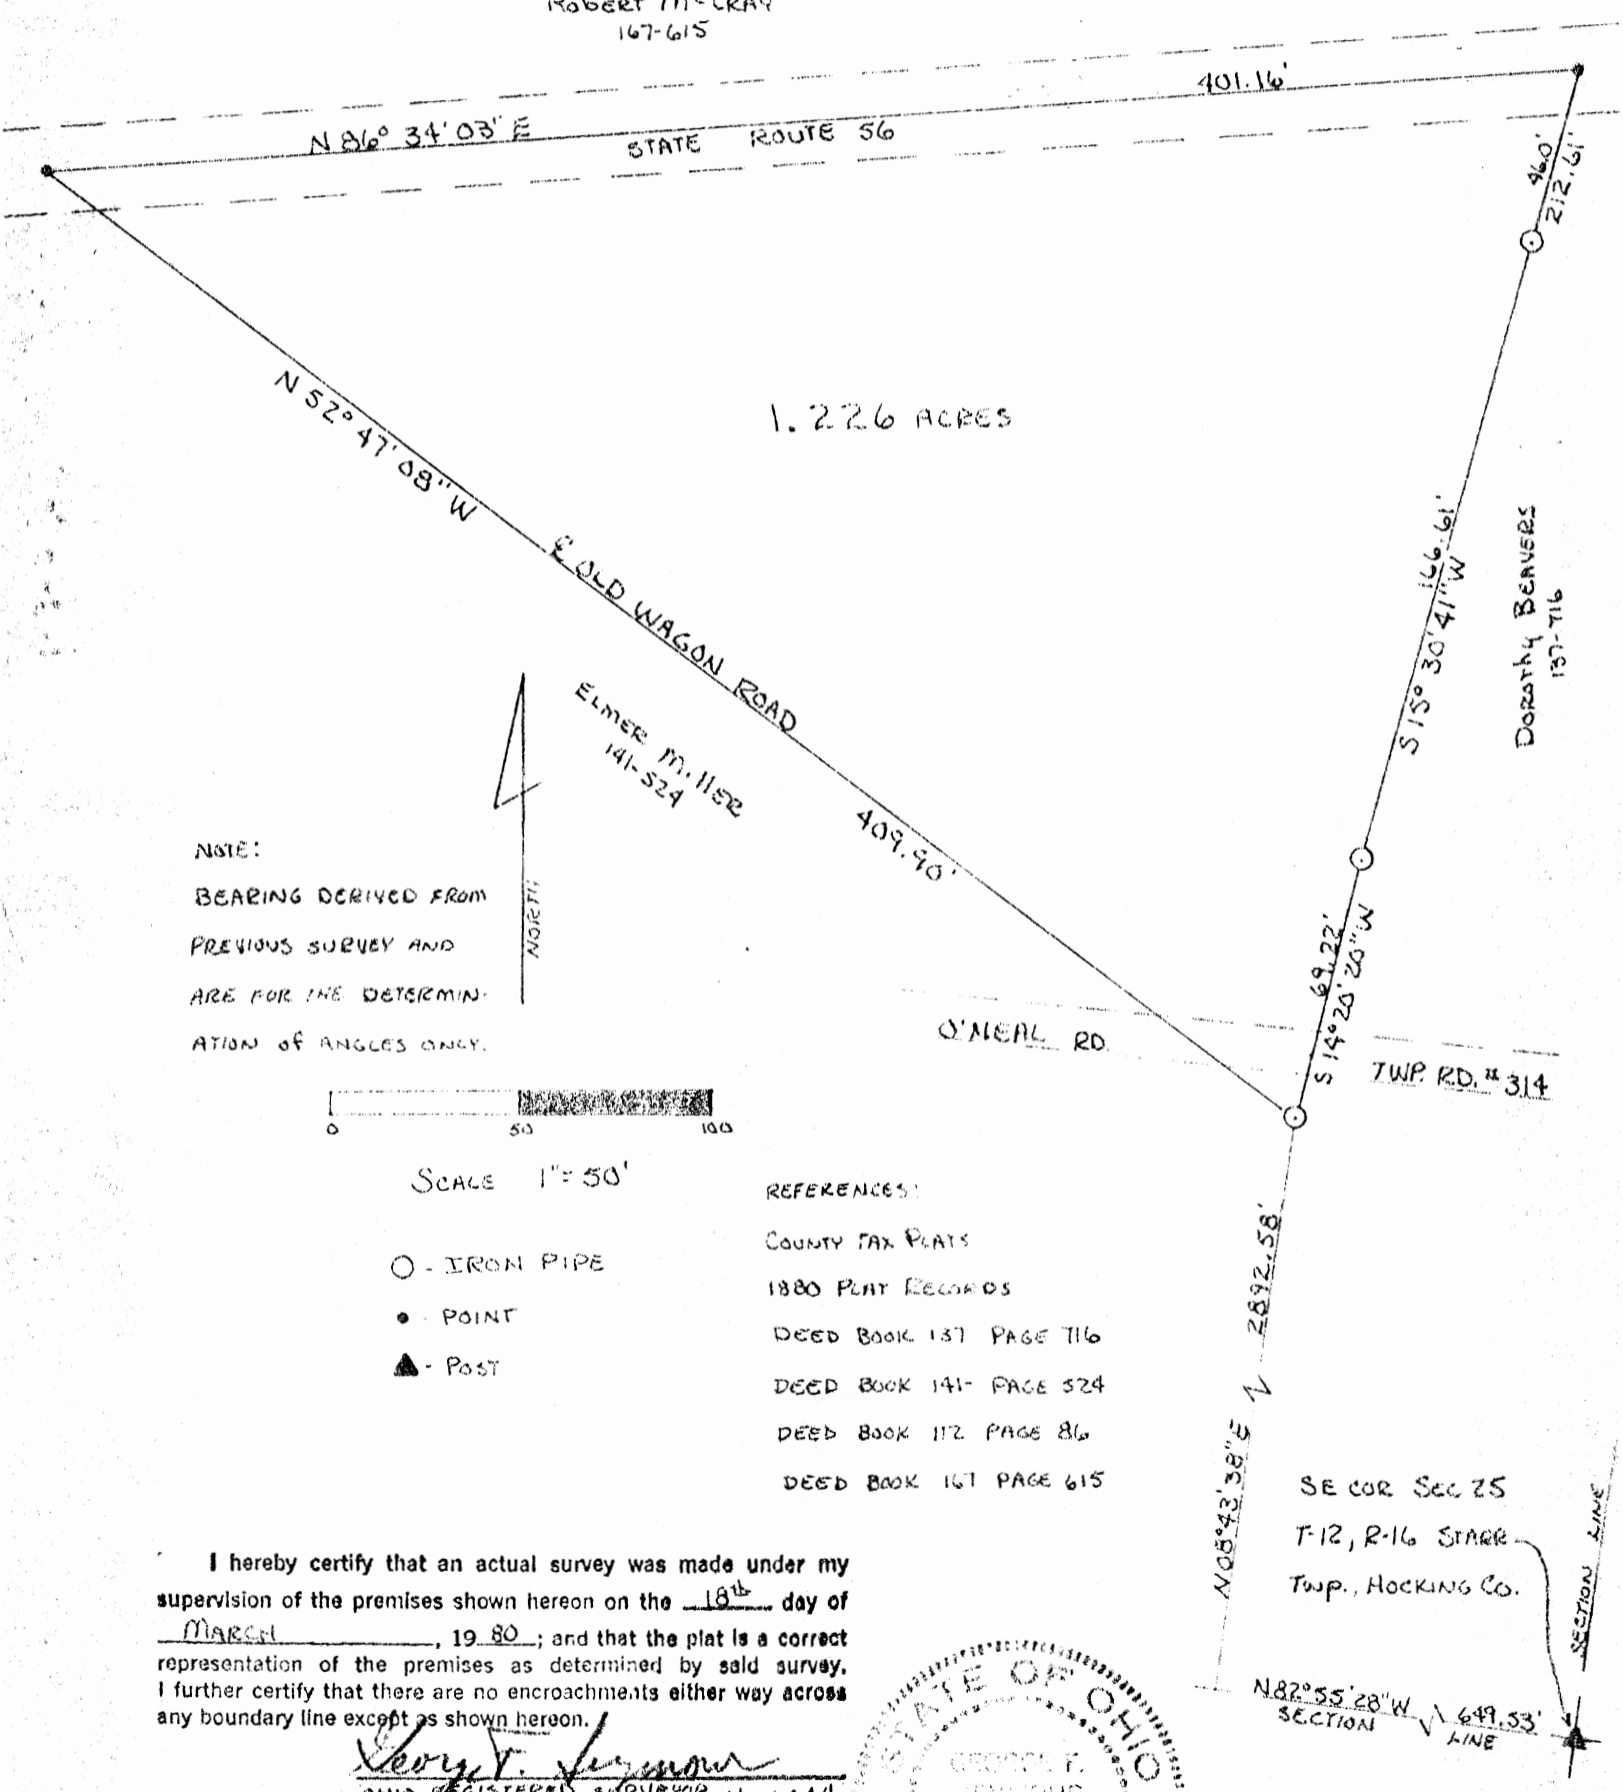 ROBERT McCRAY
167-615
401.16'
N 86° 34' 03" E
STATE ROUTE 56
46.0'
212.61'
N 52° 47' 08" W
1.226 ACRES
166.61'
S 15° 30' 41" W
DOROTHY BEAVERS
137-716
℄ OLD WAGON ROAD
ELMER MILLER
141-524
409.90'
NOTE:
BEARING DERIVED FROM
PREVIOUS SURVEY AND
ARE FOR THE DETERMIN-
ATION OF ANGLES ONLY.
NORTH
69.22'
S 14° 20' 20" W
O'NEAL RD.
TWP. RD. # 314
0 50 100
SCALE 1" = 50'
O - IRON PIPE
● - POINT
▲ - POST
REFERENCES:
COUNTY TAX PLATS
1880 PLAT RECORDS
DEED BOOK 137 PAGE 716
DEED BOOK 141- PAGE 524
DEED BOOK 112 PAGE 86
DEED BOOK 167 PAGE 615
2892.58'
N08°43'38"E
SE COR SEC 25
T-12, R-16 STARR
TWP., HOCKING CO.
SECTION LINE
N82°55'28"W 649.53'
SECTION LINE
I hereby certify that an actual survey was made under my
supervision of the premises shown hereon on the 18th day of
MARCH, 19 80; and that the plat is a correct
representation of the premises as determined by said survey.
I further certify that there are no encroachments either way across
any boundary line except as shown hereon.
George F. Seymour
STATE OF OHIO
GEORGE F.